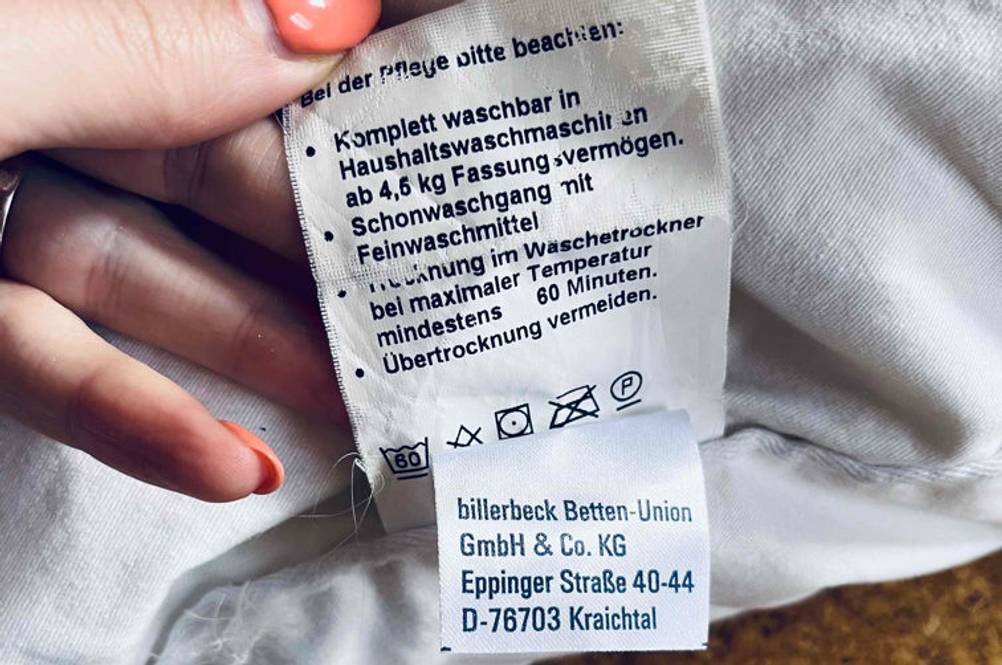 Bei der Pflege bitte beachten:
• Komplett waschbar in
Haushaltswaschmaschinen
ab 4,5 kg Fassungsvermögen.
• Schonwaschgang mit
Feinwaschmittel
• Trocknung im Wäschetrockner
bei maximaler Temperatur
mindestens 60 Minuten.
• Übertrocknung vermeiden.
60 P
billerbeck Betten-Union
GmbH & Co. KG
Eppinger Straße 40-44
D-76703 Kraichtal